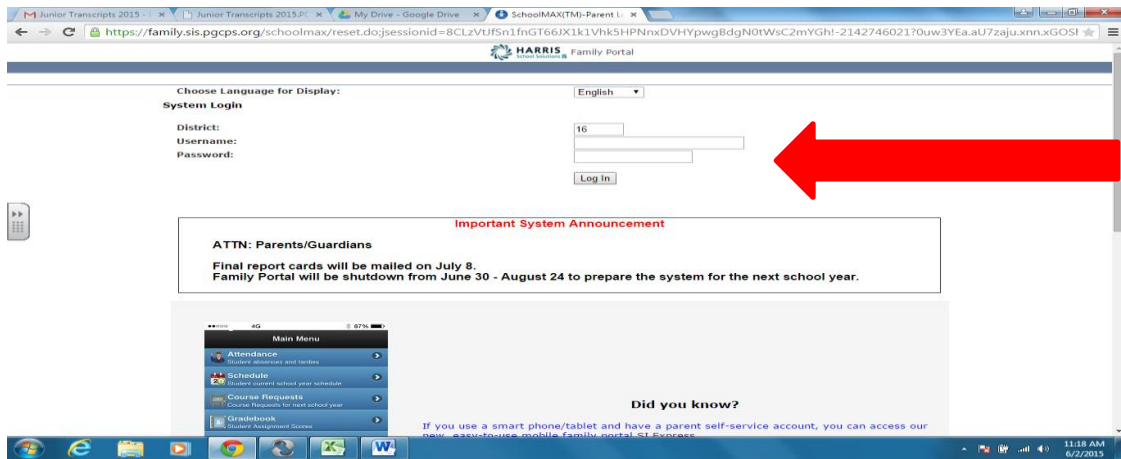 Junior Transcripts 2015 -
Junior Transcripts 2015.P
My Drive - Google Drive
SchoolMAX(TM)-Parent L
https://family.sis.pgcps.org/schoolmax/reset.do;jsessionid=
HARRIS Family Portal
School Solutions
Choose Language for Display:
English
System Login
District:
16
Username:
Password:
Log In
Important System Announcement
ATTN: Parents/Guardians
Final report cards will be mailed on July 8.
Family Portal will be shutdown from June 30 - August 24 to prepare the system for the next school year.
4G
87%
Main Menu
Attendance
Student absences and tardies
Schedule
Student current school year schedule
Course Requests
Course Requests for next school year
Gradebook
Student Assignment Scores
Did you know?
If you use a smart phone/tablet and have a parent self-service account, you can access our
new, easy-to-use mobile family portal SI Express
11:18 AM
6/2/2015